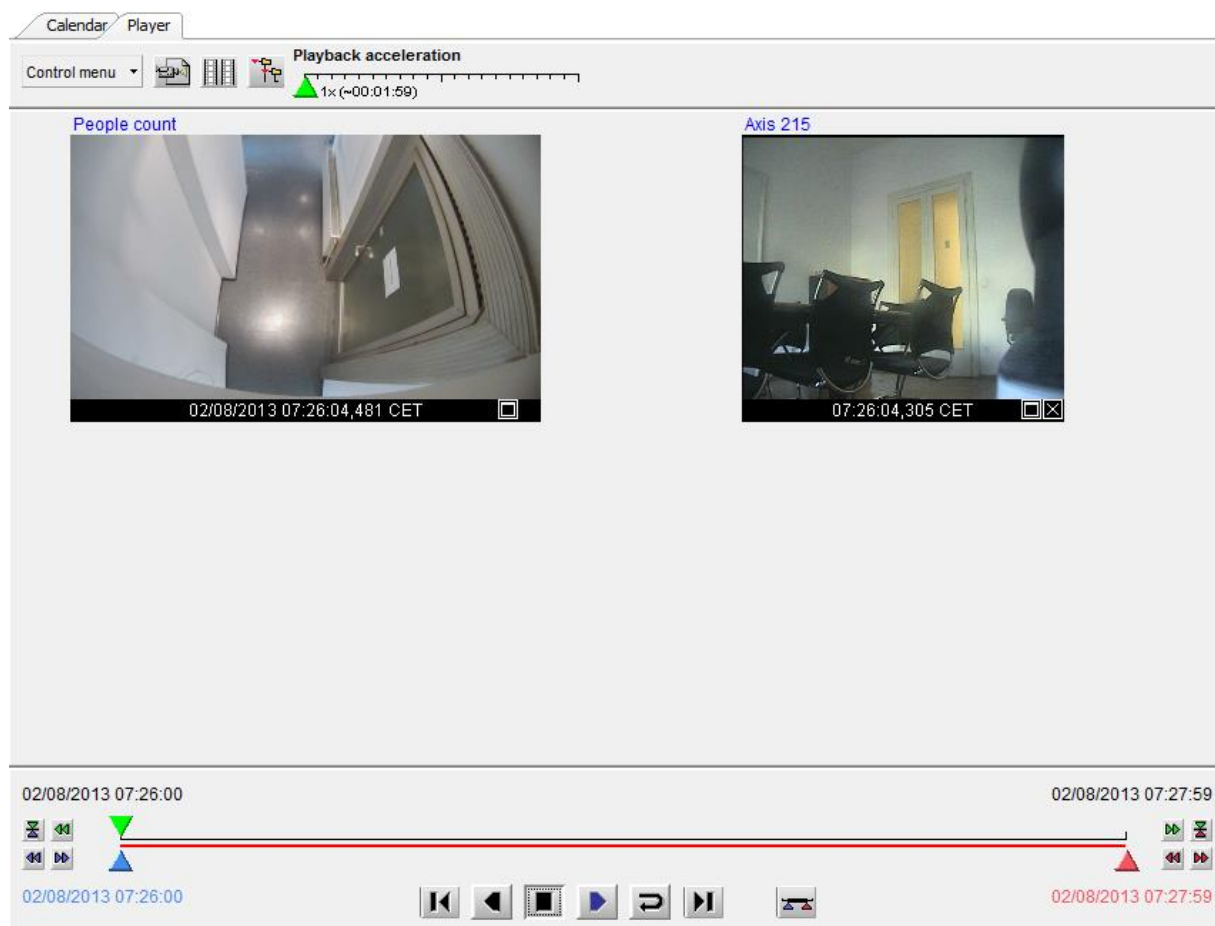 Calendar
Player
Control menu
Playback acceleration
1x (~00:01:59)
People count
Axis 215
02/08/2013 07:26:04,481 CET
07:26:04,305 CET
02/08/2013 07:26:00
02/08/2013 07:27:59
02/08/2013 07:26:00
02/08/2013 07:27:59